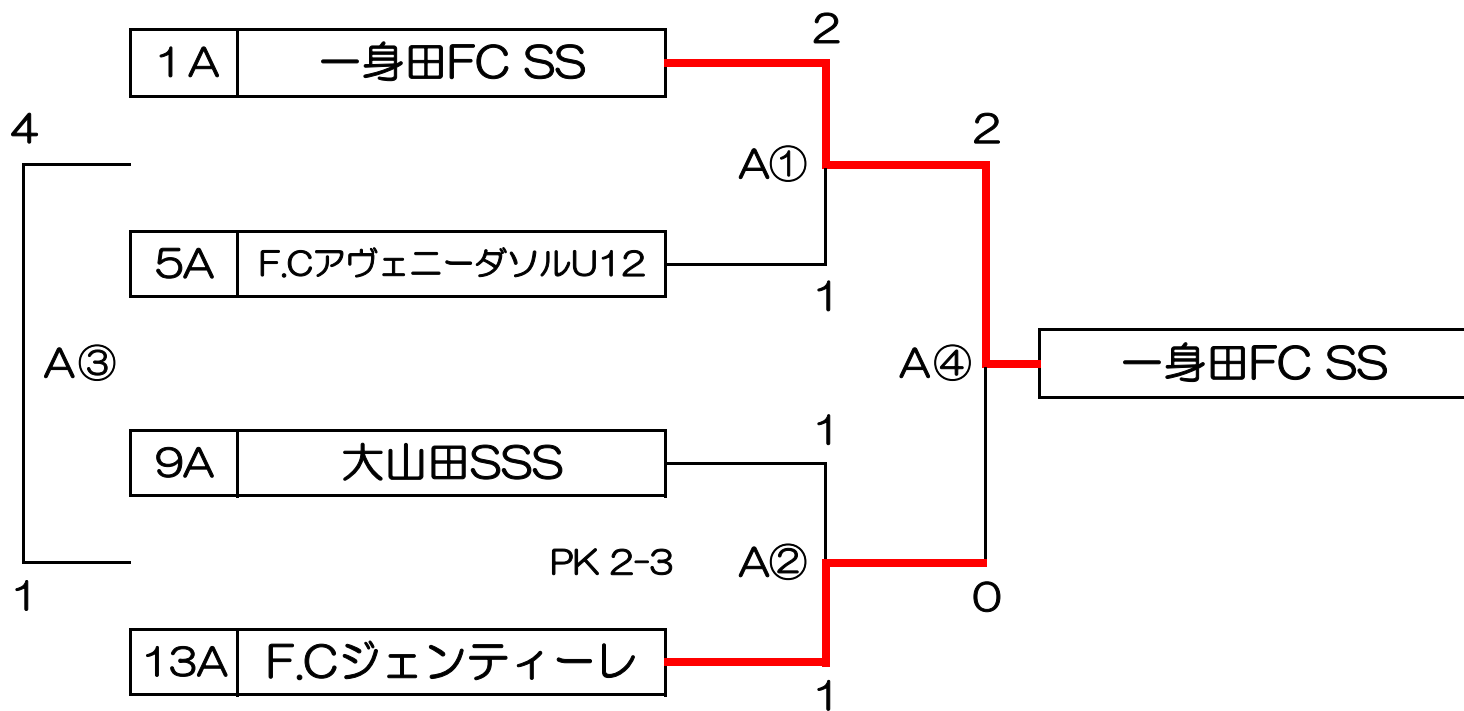 2
1A 一身田FC SS
4
2
A①
5A F.CアヴェニーダソルU12
1
A③
A④
一身田FC SS
1
9A 大山田SSS
PK 2-3
A②
1
0
13A F.Cジェンティーレ
1